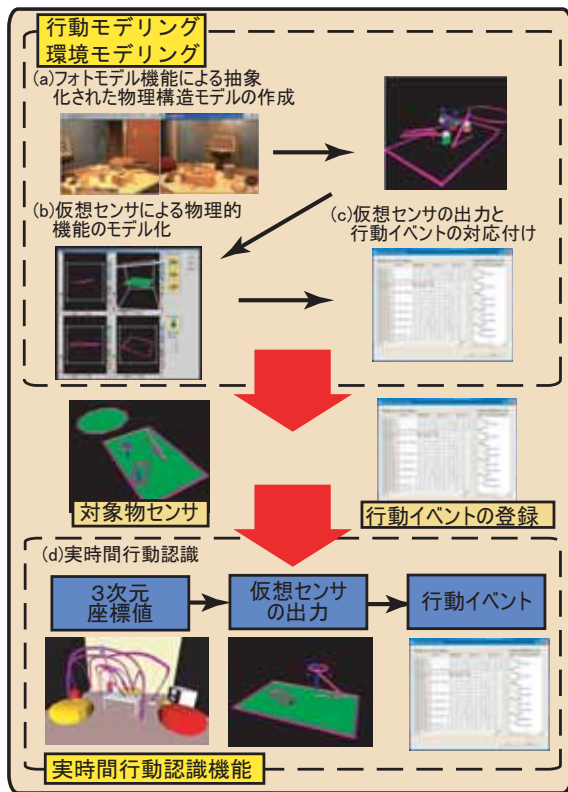 行動モデリング
環境モデリング
(a)フォトモデル機能による抽象
化された物理構造モデルの作成
(b)仮想センサによる物理的
機能のモデル化
(c)仮想センサの出力と
行動イベントの対応付け
対象物センサ
行動イベントの登録
(d)実時間行動認識
3次元
座標値
仮想センサ
の出力
行動イベント
実時間行動認識機能